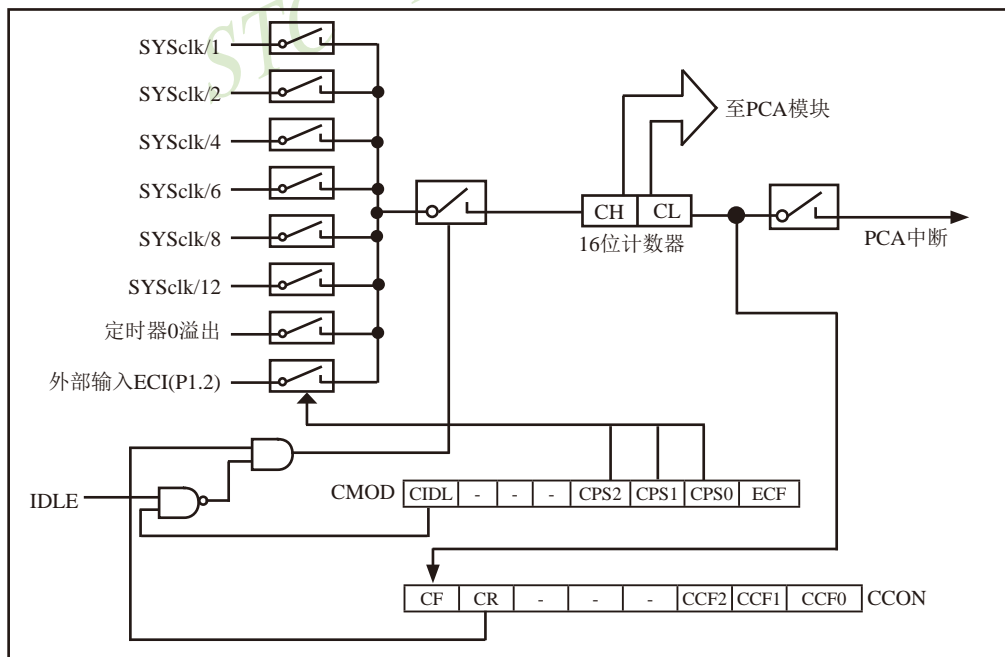 STC
SYSclk/1
SYSclk/2
SYSclk/4
SYSclk/6
SYSclk/8
SYSclk/12
定时器0溢出
外部输入ECI(P1.2)
至PCA模块
CH CL
16位计数器
PCA中断
IDLE
CMOD CIDL - - - CPS2 CPS1 CPS0 ECF
CF CR - - - CCF2 CCF1 CCF0 CCON